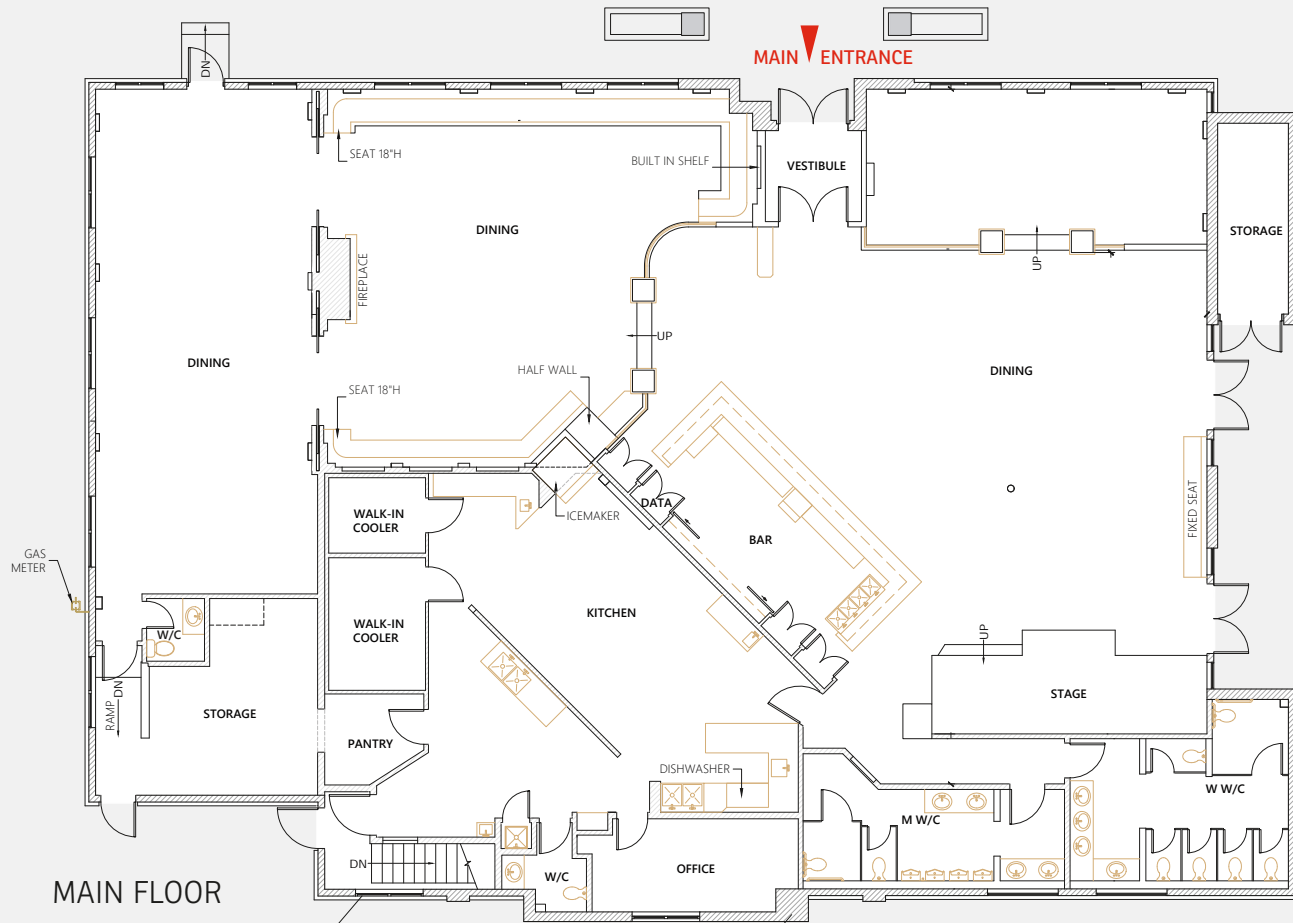 MAIN ENTRANCE
DN
SEAT 18"H
BUILT IN SHELF
VESTIBULE
STORAGE
DINING
UP
FIREPLACE
UP
DINING
HALF WALL
DINING
SEAT 18"H
WALK-IN
COOLER
DATA
ICEMAKER
BAR
FIXED SEAT
GAS
METER
KITCHEN
WALK-IN
COOLER
W/C
UP
STAGE
DN
RAMP
STORAGE
PANTRY
DISHWASHER
W W/C
M W/C
DN
W/C
OFFICE
MAIN FLOOR